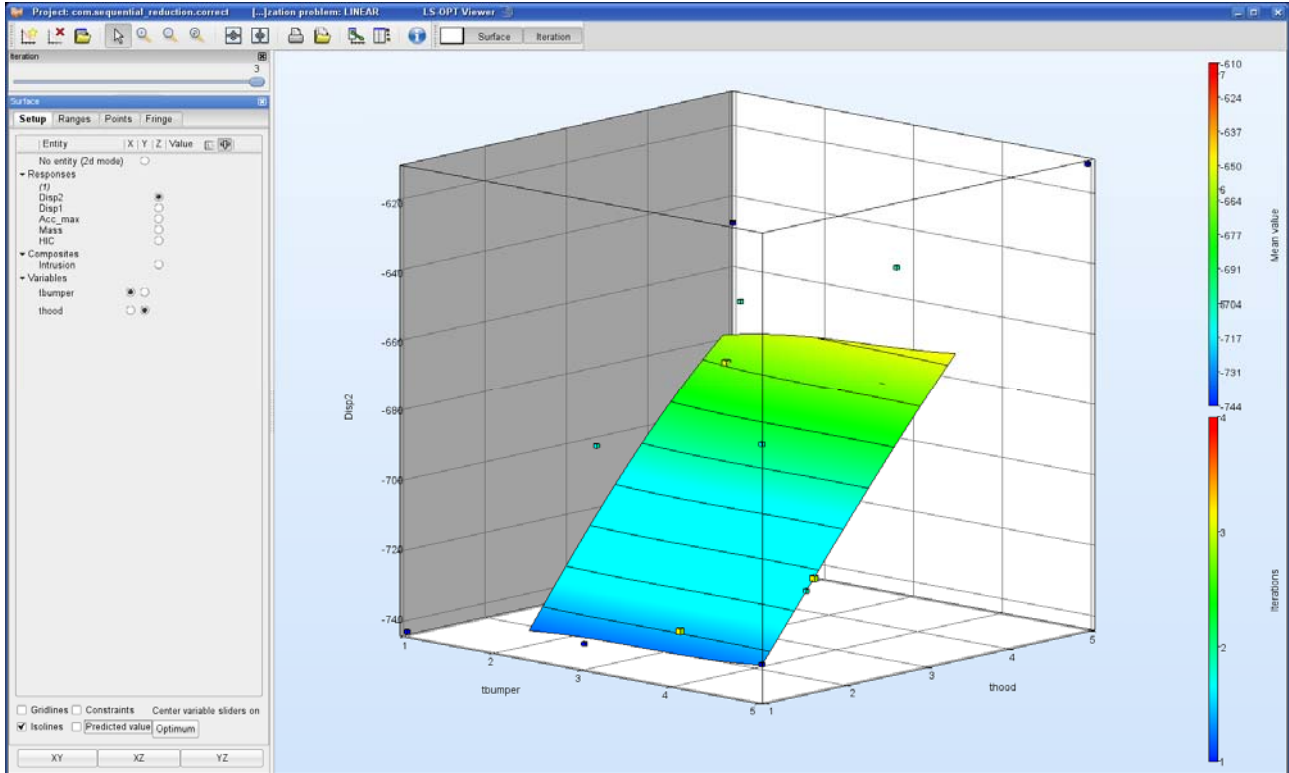 Project: com.sequential_reduction.correct [...]zation problem: LINEAR LS-OPT Viewer
Surface Iteration
Iteration
3
Surface
Setup Ranges Points Fringe
Entity X Y Z Value
No entity (2d mode)
Responses
(1)
Disp2
Disp1
Acc_max
Mass
HIC
Composites
Intrusion
Variables
tbumper
thood
Gridlines Constraints Center variable sliders on
Isolines Predicted value Optimum
XY XZ YZ
-620
-640
-660
-680
-700
-720
-740
Disp2
1
2
3
4
5
tbumper
1
2
3
4
5
thood
-610
7
-624
-637
-650
6
-664
-677
-691
-704
-717
-731
-744
Mean value
4
3
2
1
Iterations